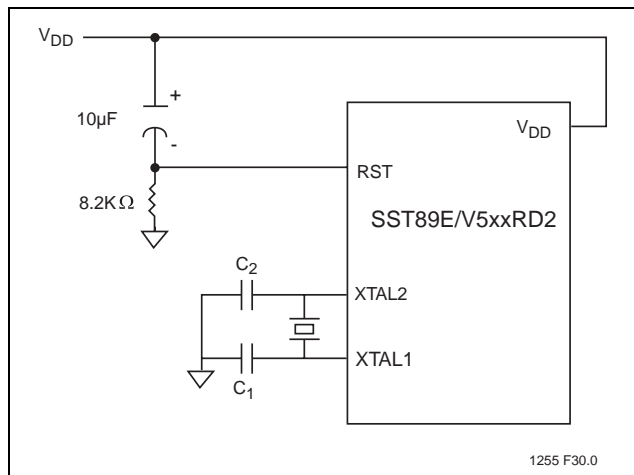 VDD
+
10µF
-
VDD
RST
8.2KΩ
SST89E/V5xxRD2
C2
XTAL2
XTAL1
C1
1255 F30.0